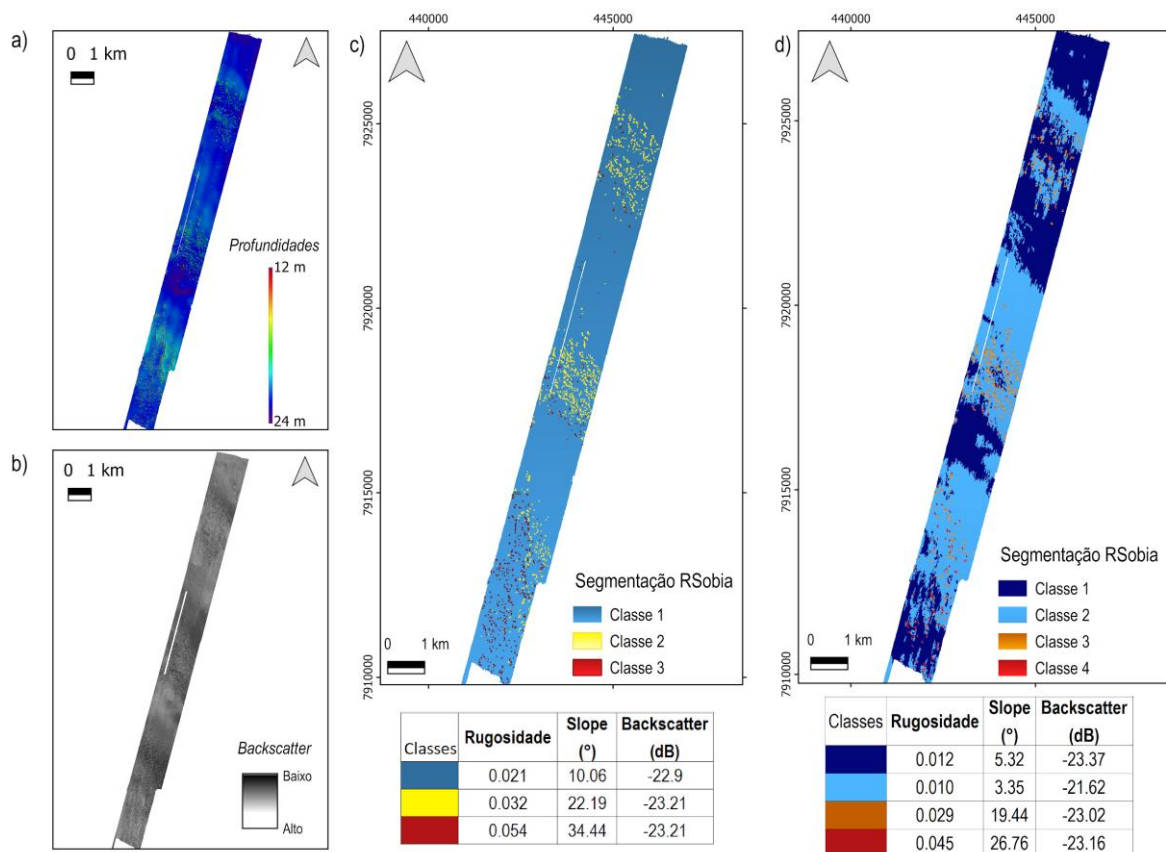 a)
0 1 km
Profundidades
12 m
24 m
b)
0 1 km
Backscatter
Baixo
Alto
c)
440000 445000
7925000
7920000
7915000
7910000
Segmentação RSobia
Classe 1
Classe 2
Classe 3
0 1 km
Classes Rugosidade Slope (°) Backscatter (dB)
0.021 10.06 -22.9
0.032 22.19 -23.21
0.054 34.44 -23.21
d)
440000 445000
7925000
7920000
7915000
7910000
Segmentação RSobia
Classe 1
Classe 2
Classe 3
Classe 4
0 1 km
Classes Rugosidade Slope (°) Backscatter (dB)
0.012 5.32 -23.37
0.010 3.35 -21.62
0.029 19.44 -23.02
0.045 26.76 -23.16